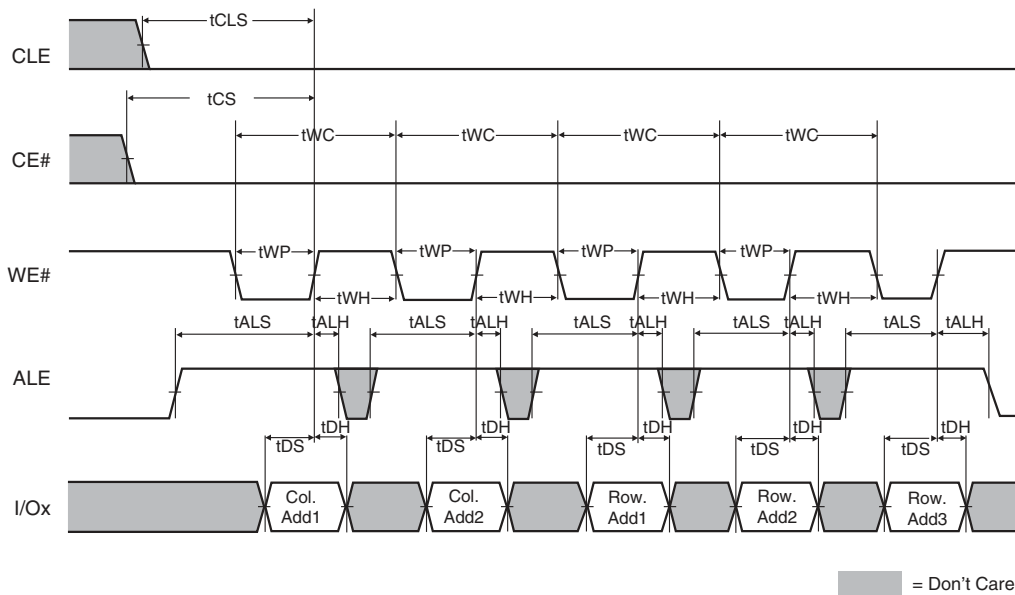 tCLS
CLE
tCS
tWC tWC tWC tWC
CE#
tWP tWP tWP tWP
WE#
tWH tWH tWH tWH
tALS tALH tALS tALH tALS tALH tALS tALH tALS tALH
ALE
tDS tDH tDS tDH tDS tDH tDS tDH tDS tDH
I/Ox
Col. Add1
Col. Add2
Row. Add1
Row. Add2
Row. Add3
= Don't Care